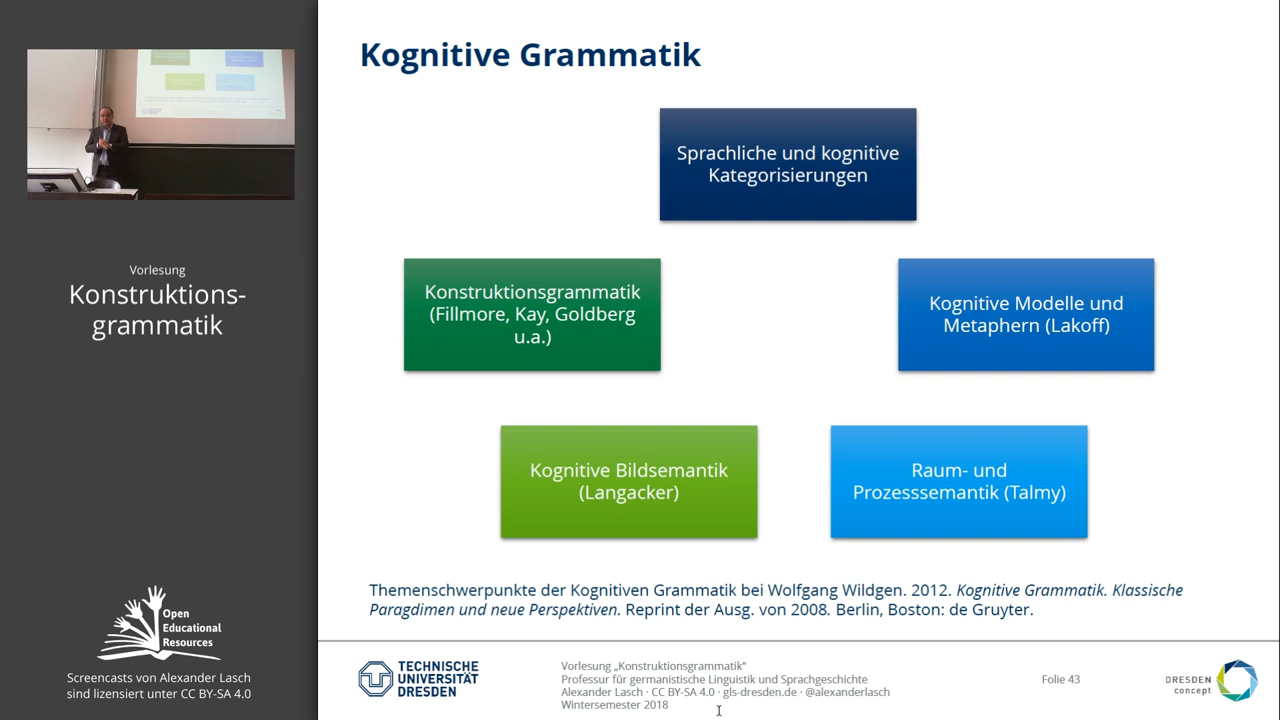 Kognitive Grammatik
Sprachliche und kognitive
Kategorisierungen
Konstruktionsgrammatik
(Fillmore, Kay, Goldberg
u.a.)
Kognitive Modelle und
Metaphern (Lakoff)
Kognitive Bildsemantik
(Langacker)
Raum- und
Prozesssemantik (Talmy)
Themenschwerpunkte der Kognitiven Grammatik bei Wolfgang Wildgen. 2012. Kognitive Grammatik. Klassische
Paragdimen und neue Perspektiven. Reprint der Ausg. von 2008. Berlin, Boston: de Gruyter.
Vorlesung
Konstruktions-
grammatik
Open
Educational
Resources
Screencasts von Alexander Lasch
sind lizensiert unter CC BY-SA 4.0
TECHNISCHE
UNIVERSITÄT
DRESDEN
Vorlesung „Konstruktionsgrammatik“
Professur für germanistische Linguistik und Sprachgeschichte
Alexander Lasch · CC BY-SA 4.0 · gls-dresden.de · @alexanderlasch
Wintersemester 2018
Folie 43
DRESDEN
concept